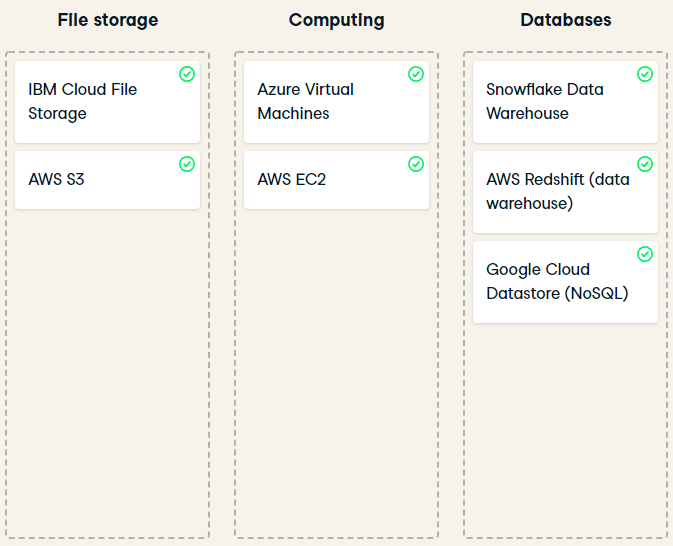 File storage
IBM Cloud File
Storage
AWS S3
Computing
Azure Virtual
Machines
AWS EC2
Databases
Snowflake Data
Warehouse
AWS Redshift (data
warehouse)
Google Cloud
Datastore (NoSQL)